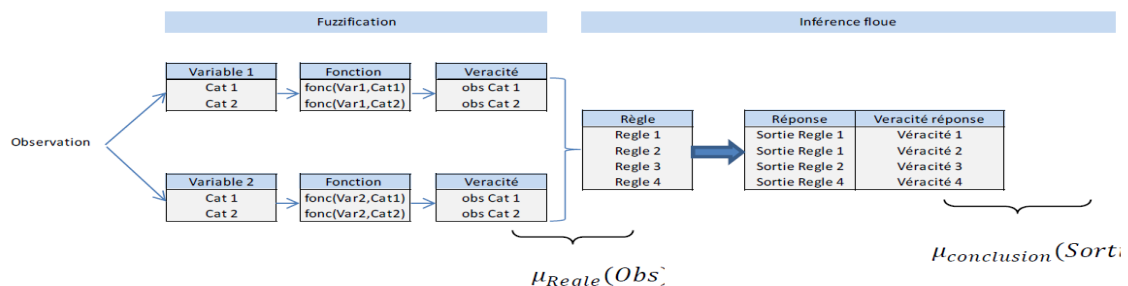 Fuzzification
Inférence floue
Variable 1
Cat 1
Cat 2
Fonction
fonc(Var1,Cat1)
fonc(Var1,Cat2)
Veracité
obs Cat 1
obs Cat 2
Observation
Variable 2
Cat 1
Cat 2
Fonction
fonc(Var2,Cat1)
fonc(Var2,Cat2)
Veracité
obs Cat 1
obs Cat 2
Règle
Regle 1
Regle 2
Regle 3
Regle 4
Réponse Veracité réponse
Sortie Regle 1 Véracité 1
Sortie Regle 1 Véracité 2
Sortie Regle 2 Véracité 3
Sortie Regle 4 Véracité 4
μReale(Obs)
μconclusion(Sorti